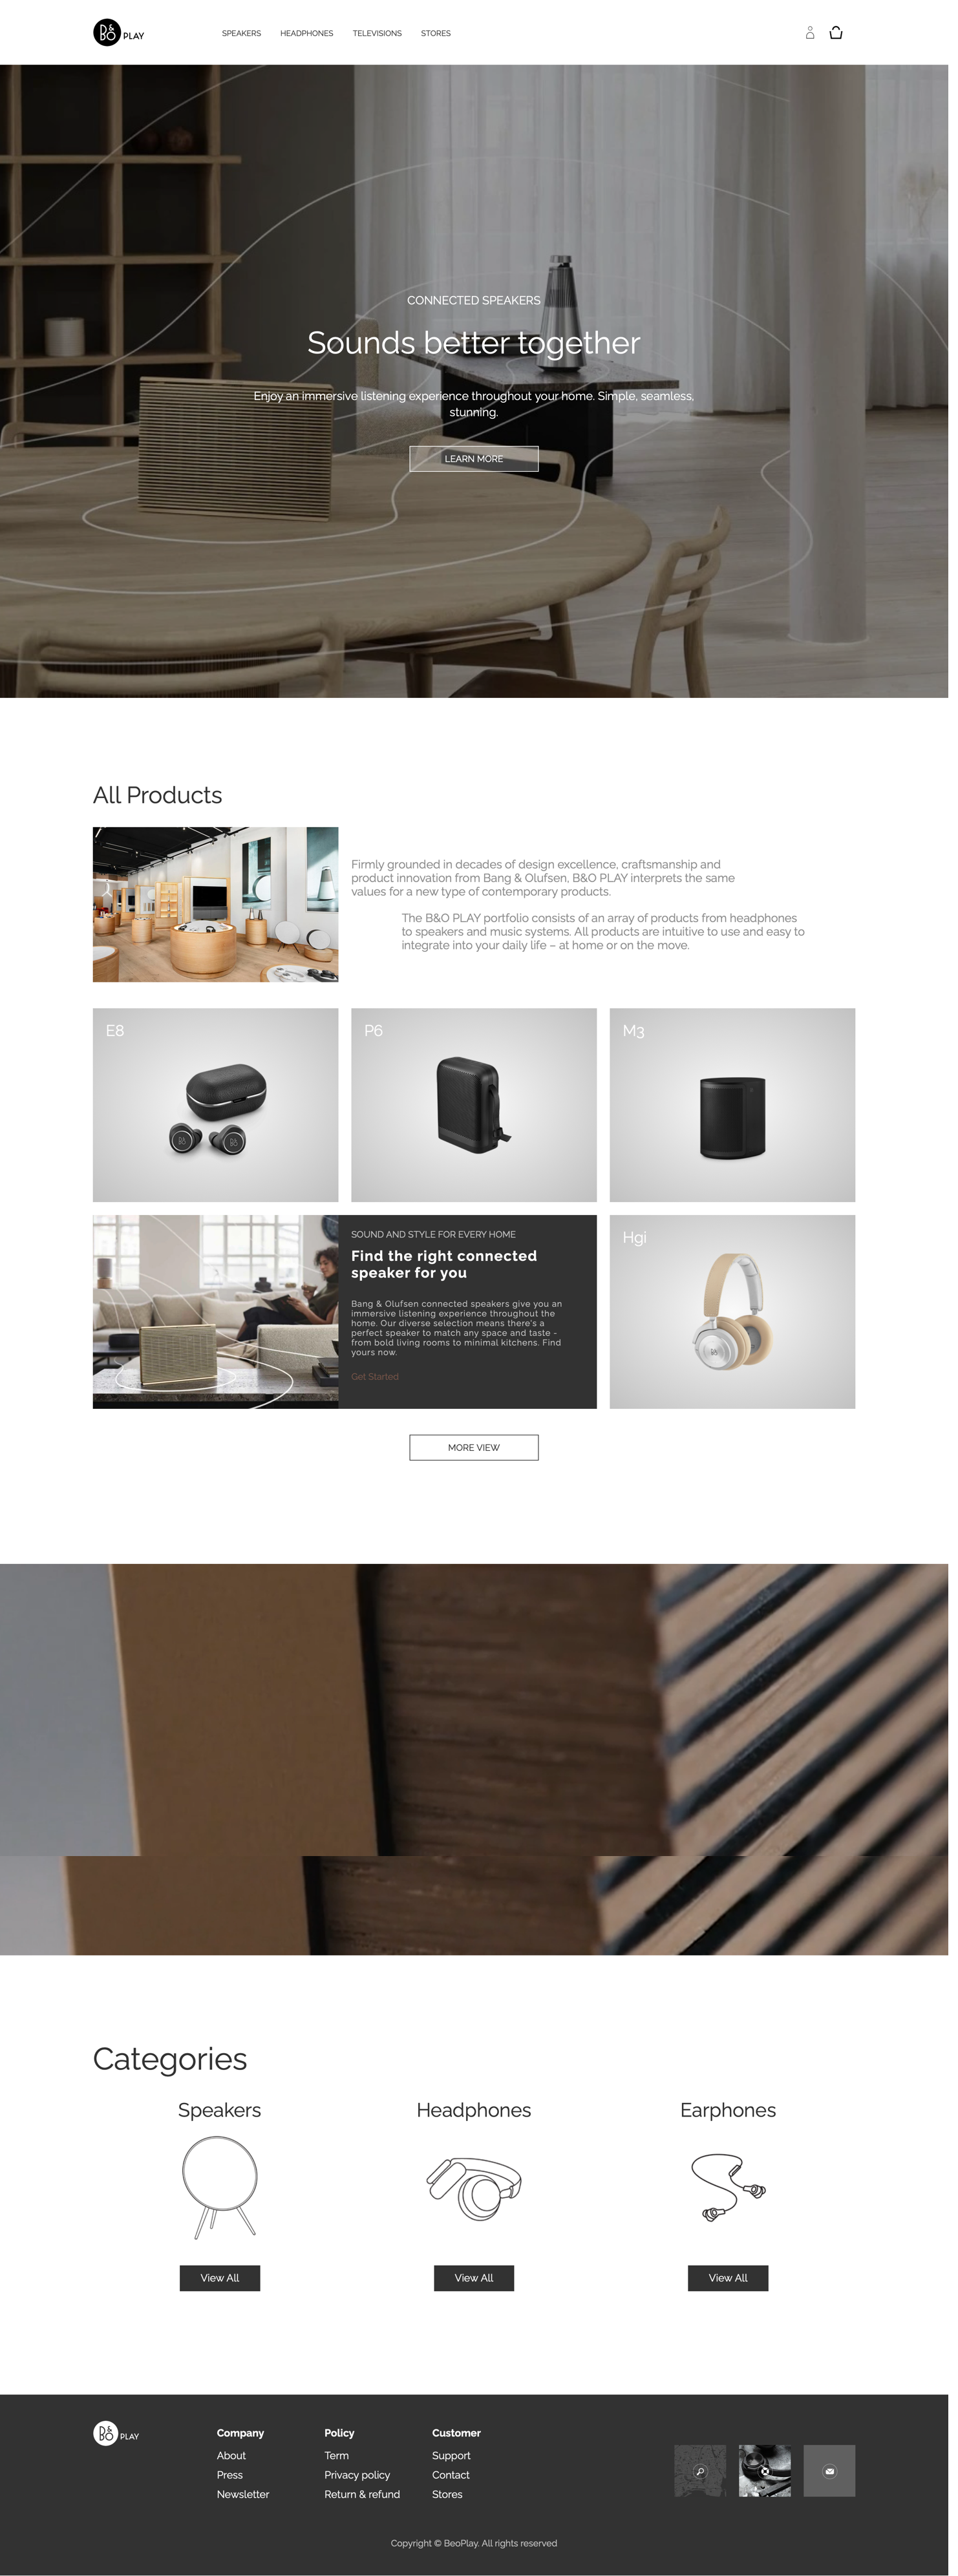 B&O PLAY
SPEAKERS HEADPHONES TELEVISIONS STORES
CONNECTED SPEAKERS
Sounds better together
Enjoy an immersive listening experience throughout your home. Simple, seamless,
stunning.
LEARN MORE
All Products
Firmly grounded in decades of design excellence, craftsmanship and
product innovation from Bang & Olufsen, B&O PLAY interprets the same
values for a new type of contemporary products.
The B&O PLAY portfolio consists of an array of products from headphones
to speakers and music systems. All products are intuitive to use and easy to
integrate into your daily life – at home or on the move.
E8
P6
M3
B&O B&O
SOUND AND STYLE FOR EVERY HOME
Find the right connected
speaker for you
Bang & Olufsen connected speakers give you an
immersive listening experience throughout the
home. Our diverse selection means there's a
perfect speaker to match any space and taste -
from bold living rooms to minimal kitchens. Find
yours now.
Get Started
Hgi
B&O
MORE VIEW
Categories
Speakers
Headphones
Earphones
View All
View All
View All
B&O PLAY
Company
About
Press
Newsletter
Policy
Term
Privacy policy
Return & refund
Customer
Support
Contact
Stores
Copyright © BeoPlay. All rights reserved